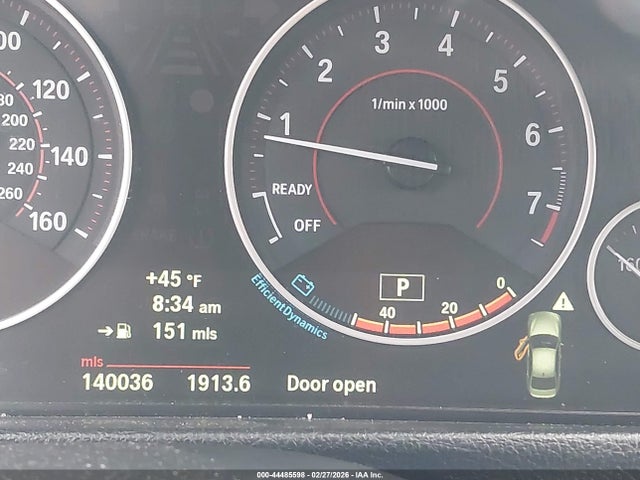 00
120
140
160
80
200
220
240
260
1
2
3
4
5
6
7
1/min x 1000
READY
OFF
EfficientDynamics
40
20
0
P
160
+45 °F
8:34 am
151 mls
mls
140036 1913.6 Door open
000-44485598 - 02/27/2026 - IAA Inc.